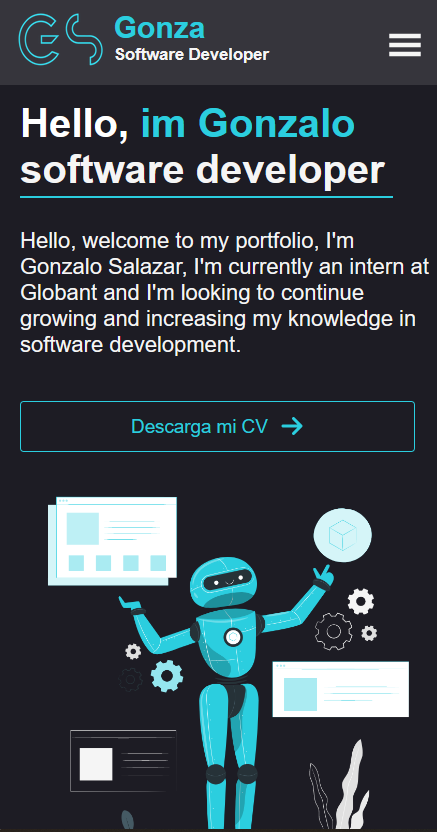 GS
Gonza
Software Developer
Hello, im Gonzalo
software developer
Hello, welcome to my portfolio, I'm
Gonzalo Salazar, I'm currently an intern at
Globant and I'm looking to continue
growing and increasing my knowledge in
software development.
Descarga mi CV